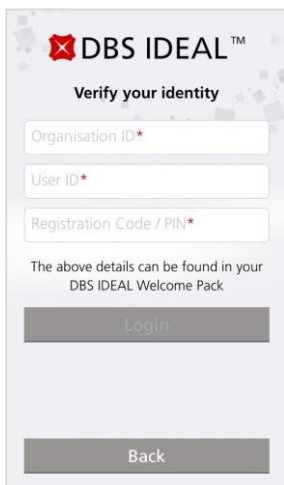 DBS IDEAL™
Verify your identity
Organisation ID*
User ID*
Registration Code / PIN*
The above details can be found in your
DBS IDEAL Welcome Pack
Login
Back